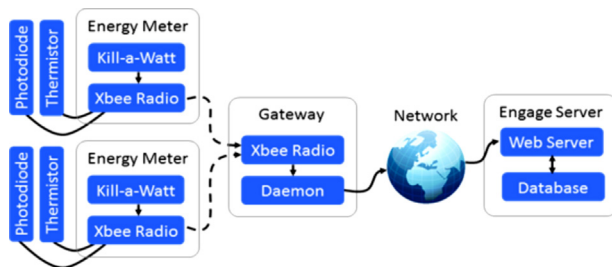 Photodiode
Thermistor
Energy Meter
Kill-a-Watt
Xbee Radio
Photodiode
Thermistor
Energy Meter
Kill-a-Watt
Xbee Radio
Gateway
Xbee Radio
Daemon
Network
Engage Server
Web Server
Database